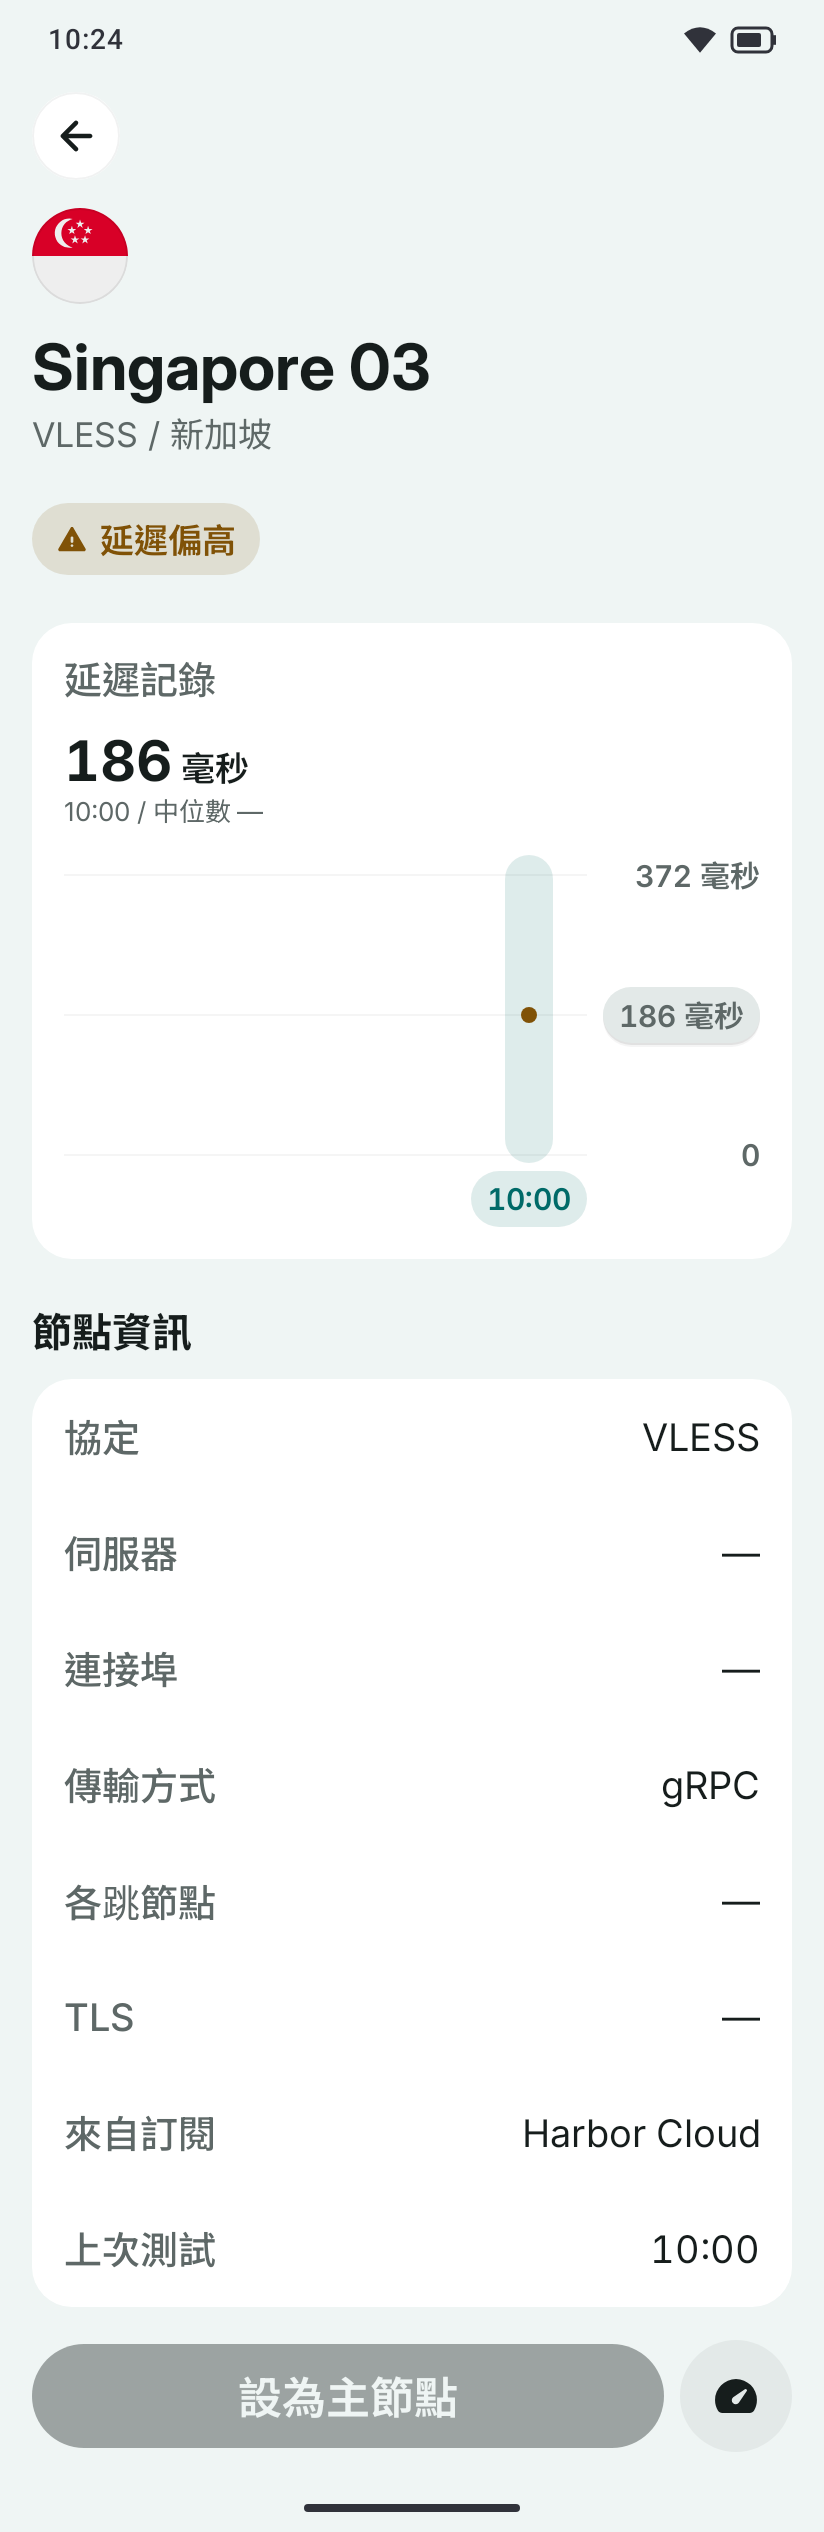 10:24
Singapore 03
VLESS / 新加坡
延遲偏高
延遲記錄
186 毫秒
10:00 / 中位數 —
372 毫秒
186 毫秒
0
10:00
節點資訊
協定 VLESS
伺服器 —
連接埠 —
傳輸方式 gRPC
各跳節點 —
TLS —
來自訂閱 Harbor Cloud
上次測試 10:00
設為主節點